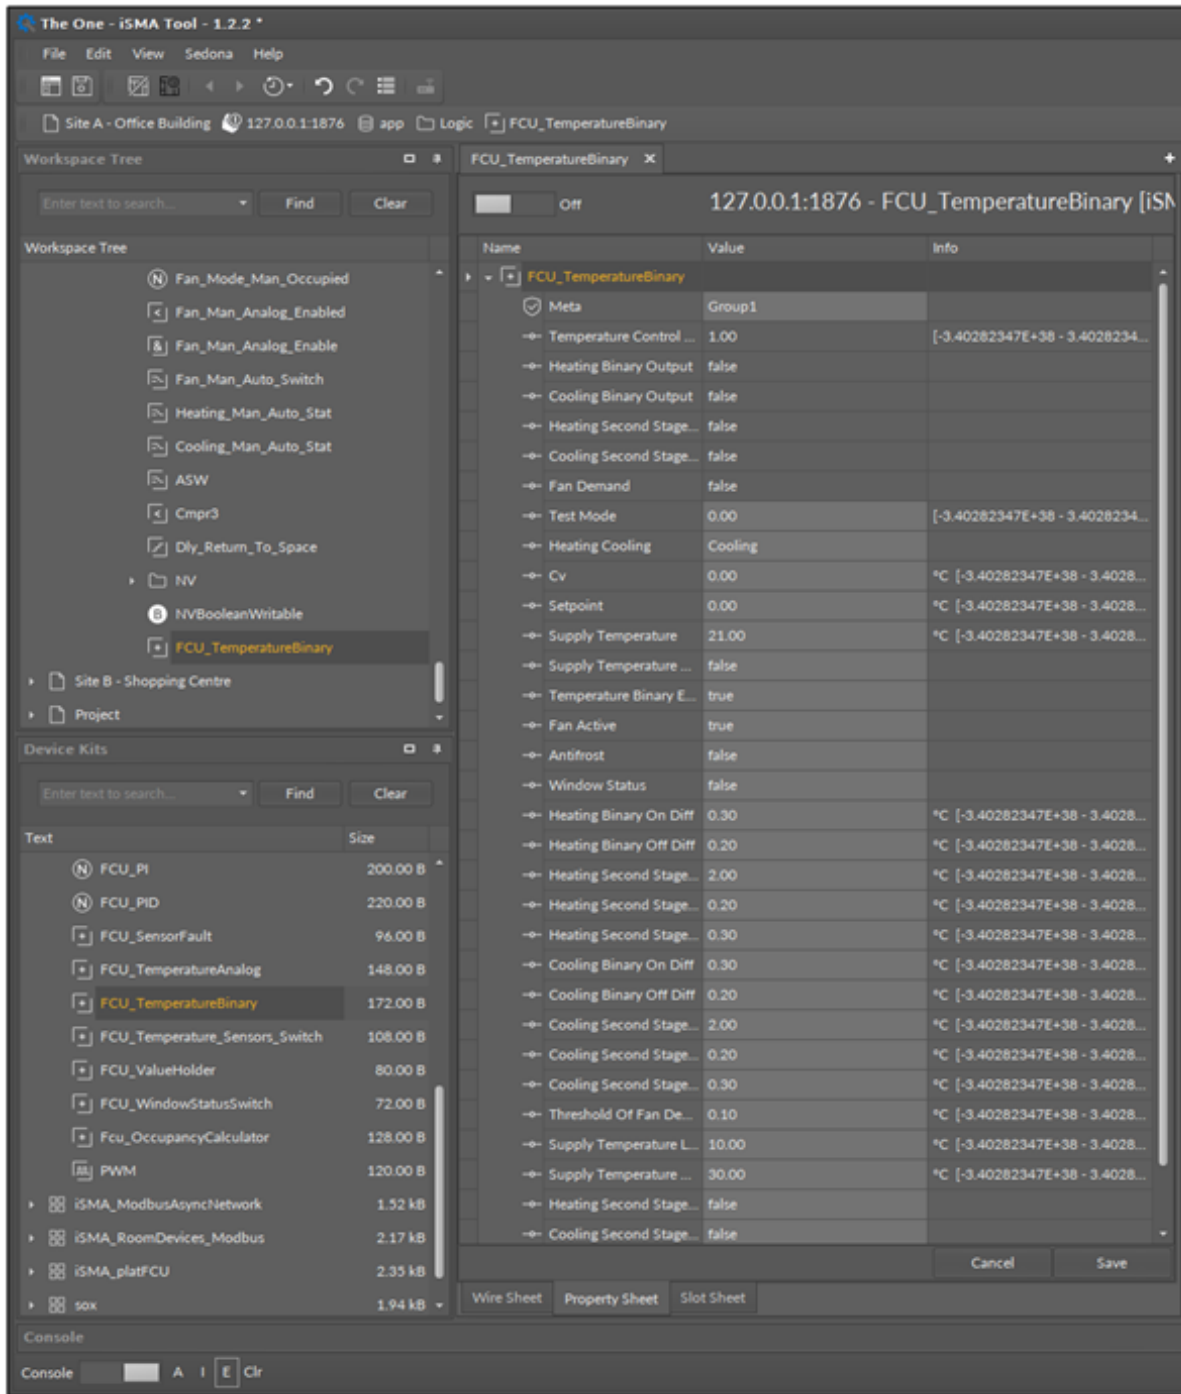 The One - iSMA Tool - 1.2.2 *
File Edit View Sedona Help
Site A - Office Building 127.0.0.1:1876 app Logic FCU_TemperatureBinary
Workspace Tree
Enter text to search... Find Clear
Workspace Tree
Fan_Mode_Man_Occupied
Fan_Man_Analog_Enabled
Fan_Man_Analog_Enable
Fan_Man_Auto_Switch
Heating_Man_Auto_Stat
Cooling_Man_Auto_Stat
ASW
Cmpr3
Dly_Return_To_Space
NV
NVBooleanWritable
FCU_TemperatureBinary
Site B - Shopping Centre
Project
Device Kits
Enter text to search... Find Clear
Text Size
FCU_PI 200.00 B
FCU_PID 220.00 B
FCU_SensorFault 96.00 B
FCU_TemperatureAnalog 148.00 B
FCU_TemperatureBinary 172.00 B
FCU_Temperature_Sensors_Switch 108.00 B
FCU_ValueHolder 80.00 B
FCU_WindowStatusSwitch 72.00 B
Fcu_OccupancyCalculator 128.00 B
PWM 120.00 B
iSMA_ModbusAsyncNetwork 1.52 kB
iSMA_RoomDevices_Modbus 2.17 kB
iSMA_platFCU 2.35 kB
sox 1.94 kB
FCU_TemperatureBinary
Off 127.0.0.1:1876 - FCU_TemperatureBinary [iSM
Name Value Info
FCU_TemperatureBinary
Meta Group1
Temperature Control ... 1.00 [-3.40282347E+38 - 3.4028234...
Heating Binary Output false
Cooling Binary Output false
Heating Second Stage... false
Cooling Second Stage... false
Fan Demand false
Test Mode 0.00 [-3.40282347E+38 - 3.4028234...
Heating Cooling Cooling
Cv 0.00 °C [-3.40282347E+38 - 3.4028...
Setpoint 0.00 °C [-3.40282347E+38 - 3.4028...
Supply Temperature 21.00 °C [-3.40282347E+38 - 3.4028...
Supply Temperature ... false
Temperature Binary E... true
Fan Active true
Antifrost false
Window Status false
Heating Binary On Diff 0.30 °C [-3.40282347E+38 - 3.4028...
Heating Binary Off Diff 0.20 °C [-3.40282347E+38 - 3.4028...
Heating Second Stage... 2.00 °C [-3.40282347E+38 - 3.4028...
Heating Second Stage... 0.20 °C [-3.40282347E+38 - 3.4028...
Heating Second Stage... 0.30 °C [-3.40282347E+38 - 3.4028...
Cooling Binary On Diff 0.30 °C [-3.40282347E+38 - 3.4028...
Cooling Binary Off Diff 0.20 °C [-3.40282347E+38 - 3.4028...
Cooling Second Stage... 2.00 °C [-3.40282347E+38 - 3.4028...
Cooling Second Stage... 0.20 °C [-3.40282347E+38 - 3.4028...
Cooling Second Stage... 0.30 °C [-3.40282347E+38 - 3.4028...
Threshold Of Fan De... 0.10 °C [-3.40282347E+38 - 3.4028...
Supply Temperature L... 10.00 °C [-3.40282347E+38 - 3.4028...
Supply Temperature ... 30.00 °C [-3.40282347E+38 - 3.4028...
Heating Second Stage... false
Cooling Second Stage... false
Cancel Save
Wire Sheet Property Sheet Slot Sheet
Console
Console A I E Clr